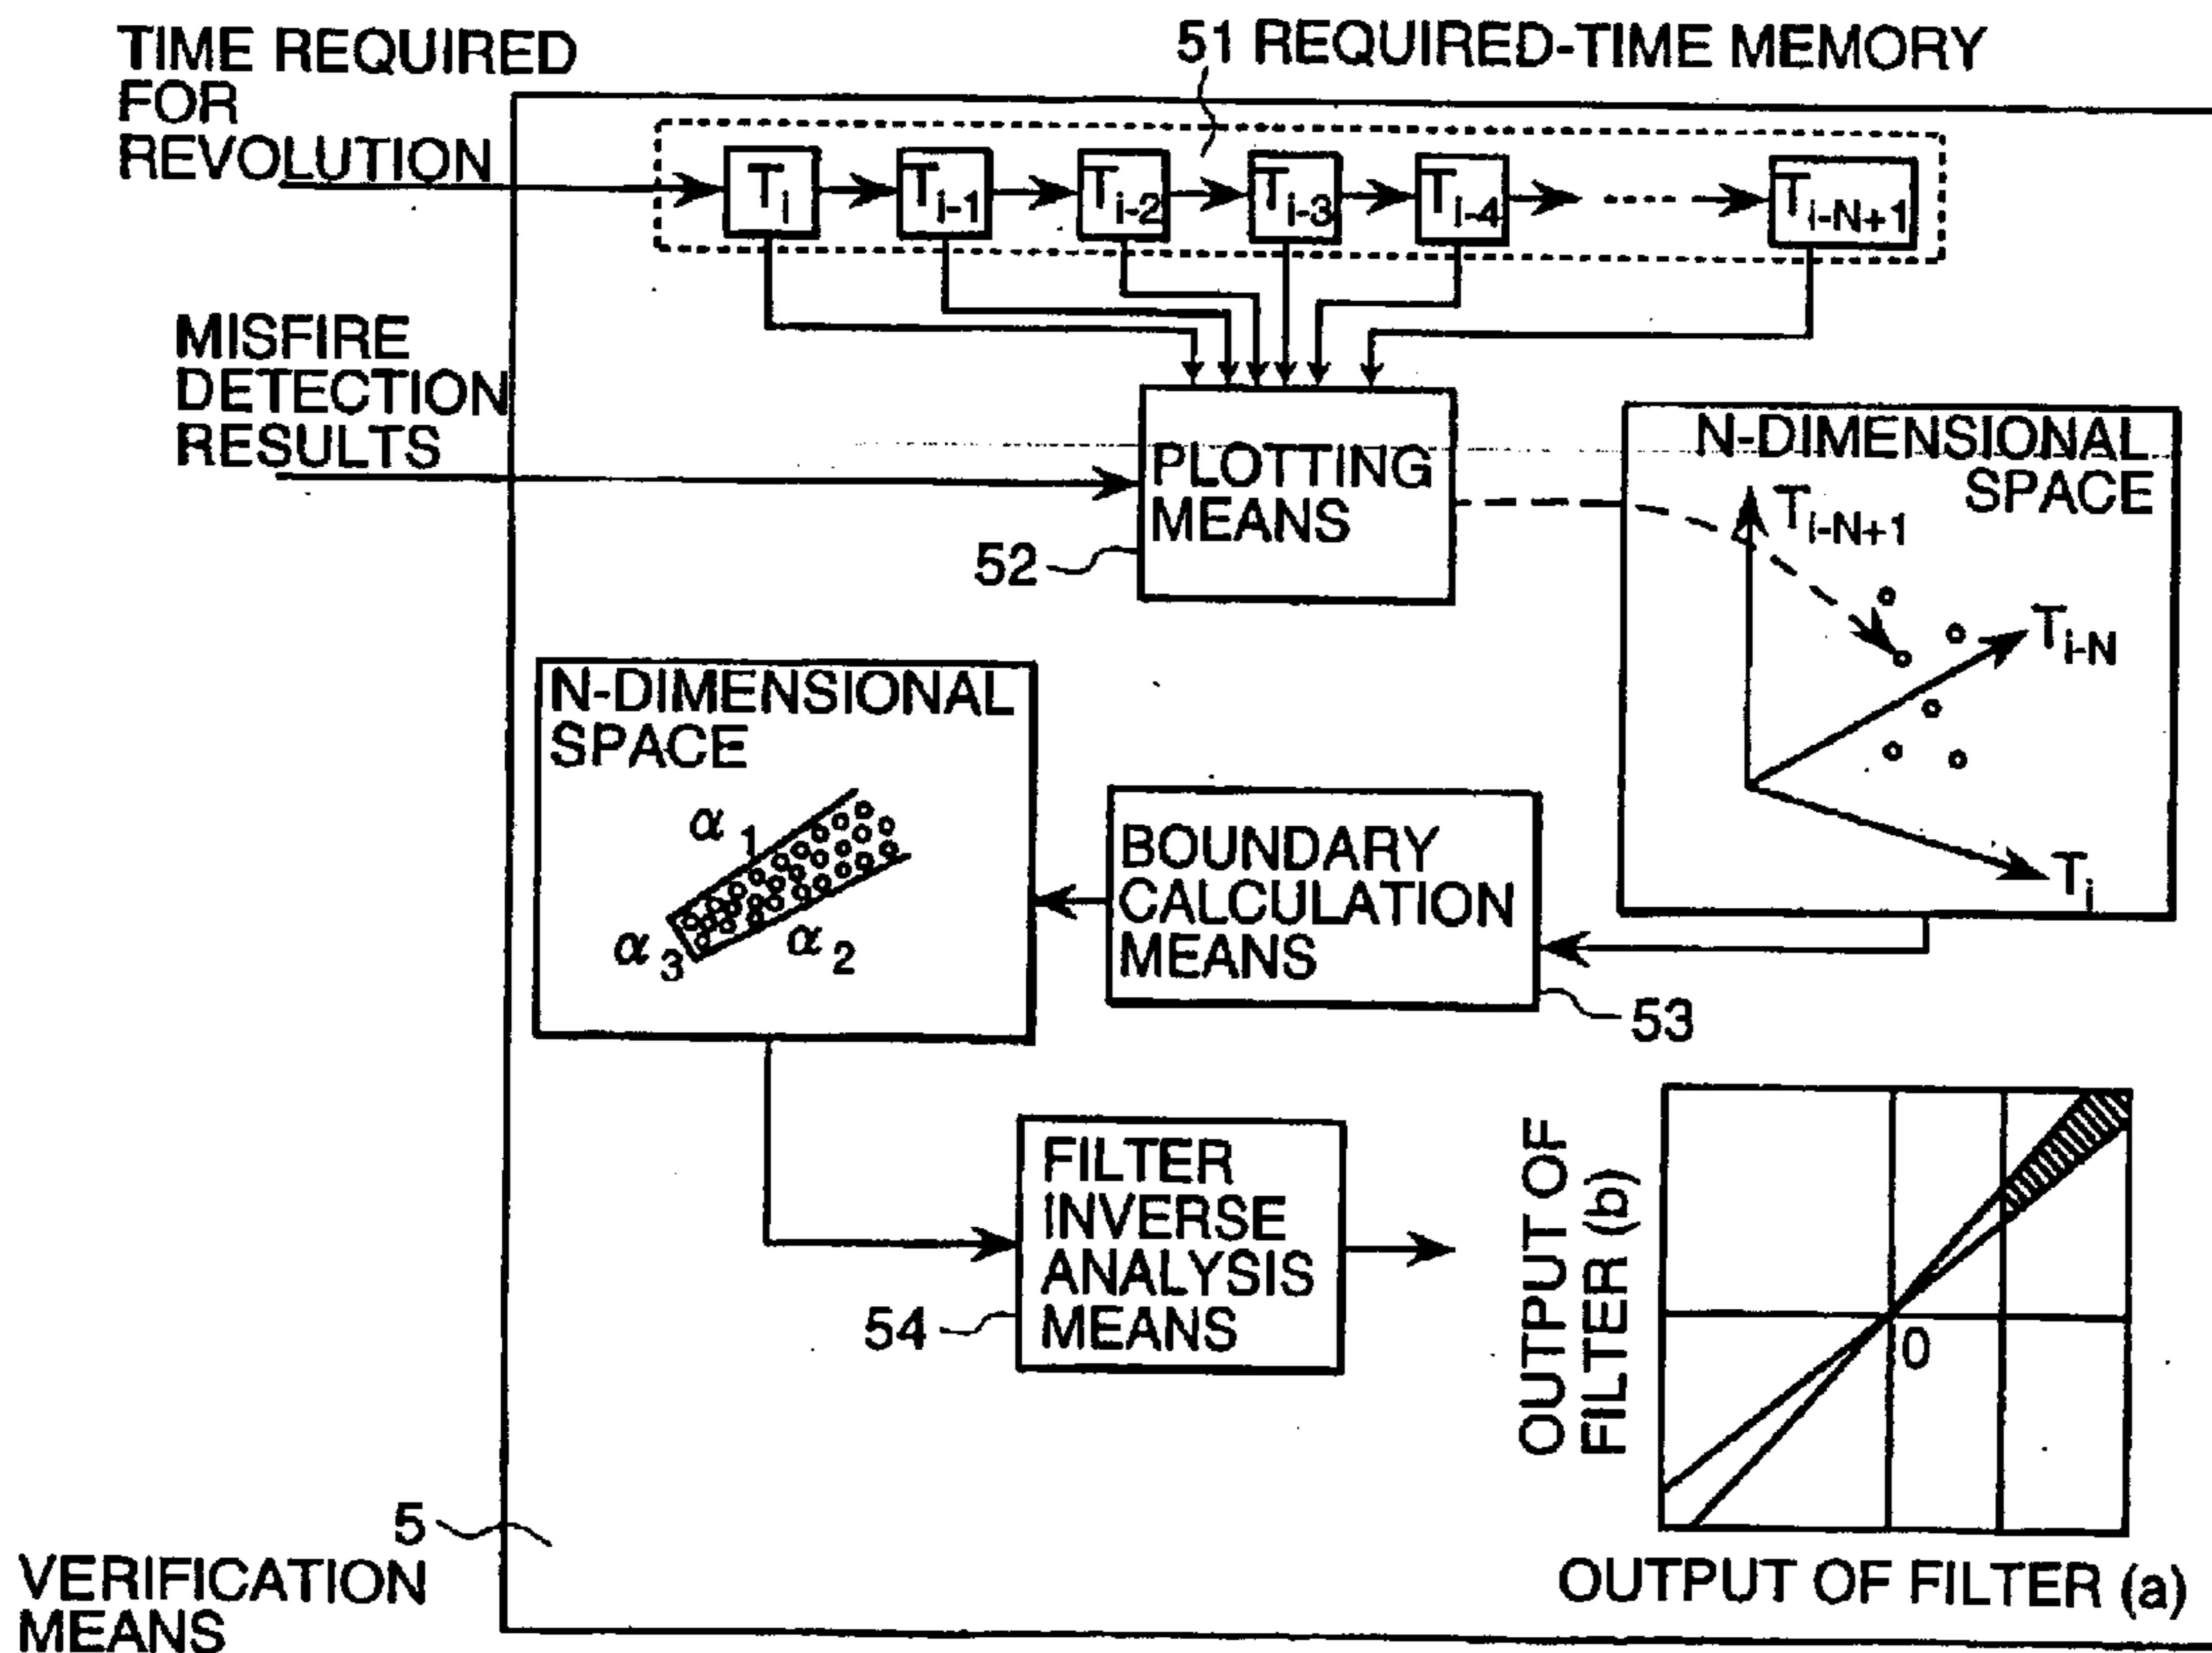 TIME REQUIRED
FOR
REVOLUTION
51 REQUIRED-TIME MEMORY
Ti
Ti-1
Ti-2
Ti-3
Ti-4
Ti-N+1
MISFIRE
DETECTION
RESULTS
PLOTTING
MEANS
52
N-DIMENSIONAL
SPACE
Ti-N+1
Ti-N
Ti
N-DIMENSIONAL
SPACE
α1
α2
α3
BOUNDARY
CALCULATION
MEANS
53
FILTER
INVERSE
ANALYSIS
MEANS
54
OUTPUT OF
FILTER (b)
0
OUTPUT OF FILTER (a)
5
VERIFICATION
MEANS